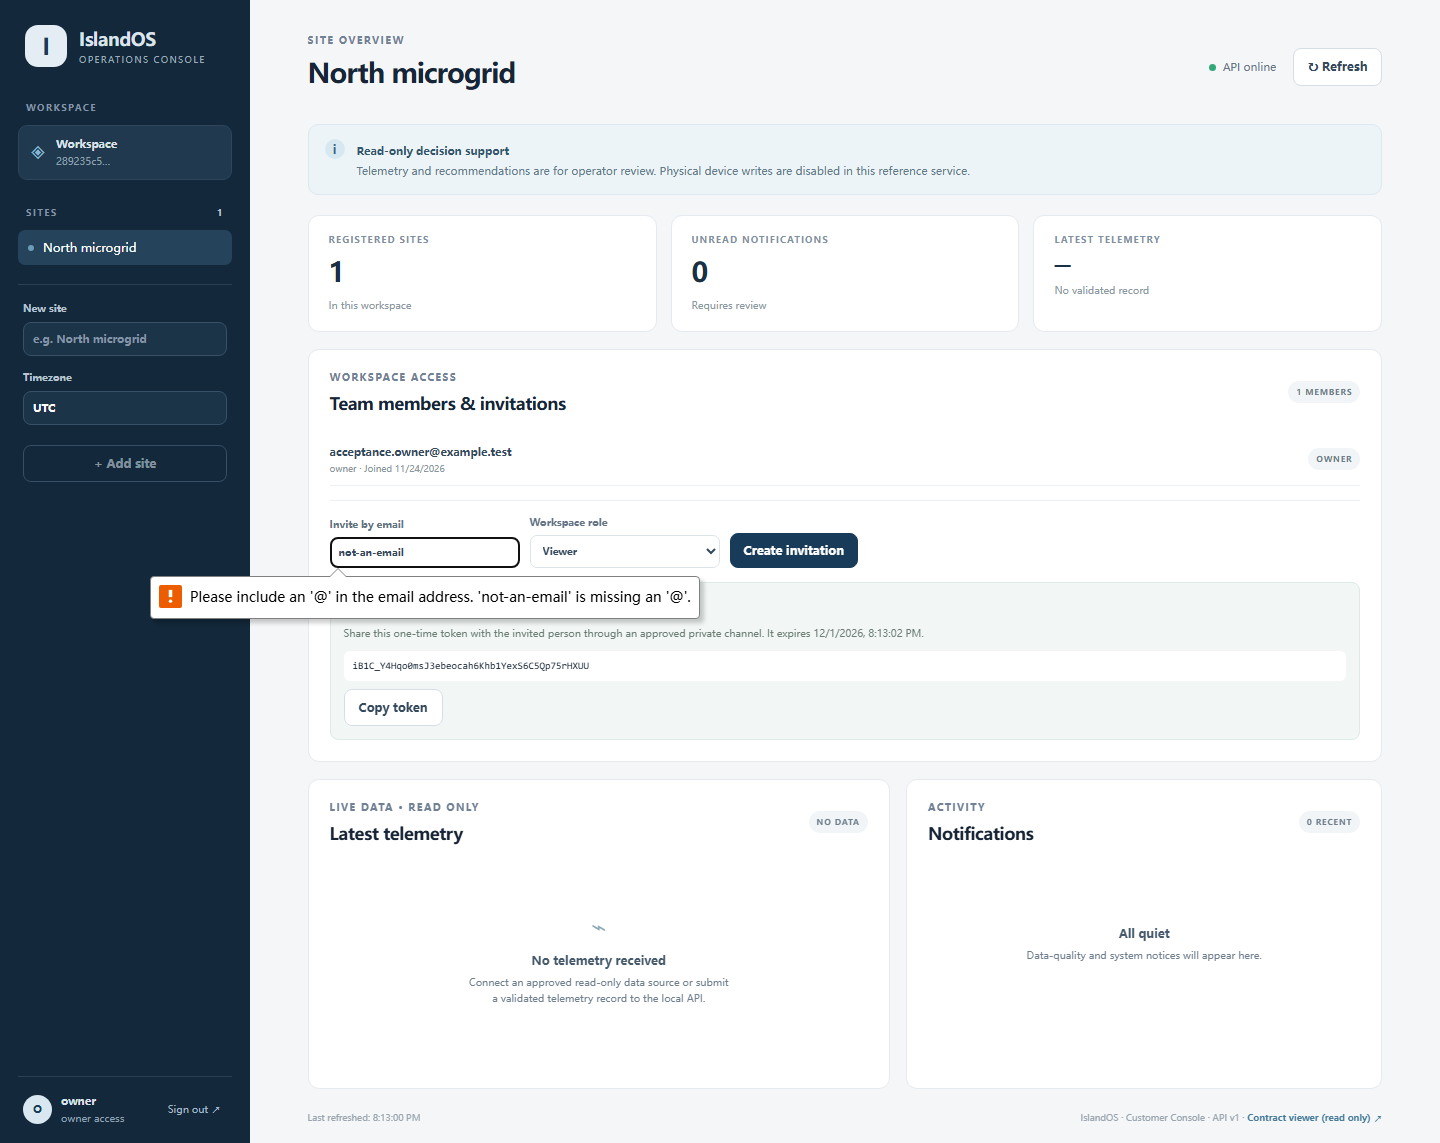 I
IslandOS
OPERATIONS CONSOLE
WORKSPACE
Workspace
289235c5...
SITES 1
North microgrid
New site
e.g. North microgrid
Timezone
UTC
+ Add site
O
owner
owner access
Sign out ↗
SITE OVERVIEW
North microgrid
API online
↻ Refresh
i
Read-only decision support
Telemetry and recommendations are for operator review. Physical device writes are disabled in this reference service.
REGISTERED SITES
1
In this workspace
UNREAD NOTIFICATIONS
0
Requires review
LATEST TELEMETRY
—
No validated record
WORKSPACE ACCESS
Team members & invitations
1 MEMBERS
acceptance.owner@example.test
owner · Joined 11/24/2026
OWNER
Invite by email
not-an-email
Workspace role
Viewer
Create invitation
Please include an '@' in the email address. 'not-an-email' is missing an '@'.
Share this one-time token with the invited person through an approved private channel. It expires 12/1/2026, 8:13:02 PM.
iB1C_Y4Hqo0msJ3ebeocah6Khb1YexS6C5Qp75rHXUU
Copy token
LIVE DATA • READ ONLY
Latest telemetry
NO DATA
No telemetry received
Connect an approved read-only data source or submit
a validated telemetry record to the local API.
ACTIVITY
Notifications
0 RECENT
All quiet
Data-quality and system notices will appear here.
Last refreshed: 8:13:00 PM
IslandOS · Customer Console · API v1 · Contract viewer (read only) ↗